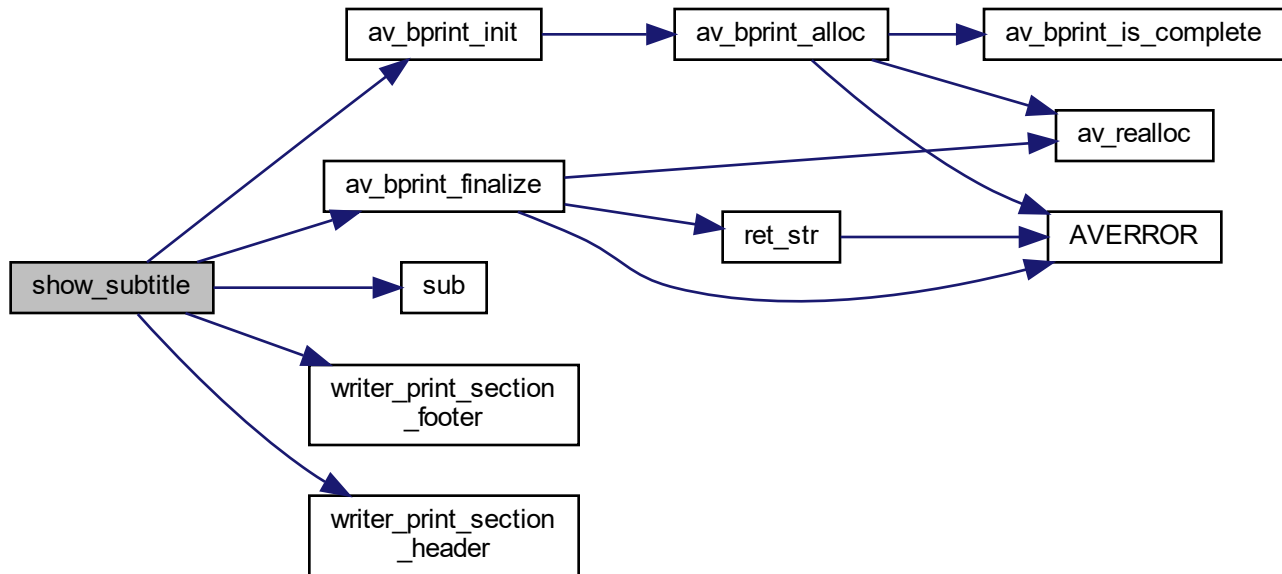 av_bprint_init
av_bprint_alloc
av_bprint_is_complete
av_realloc
av_bprint_finalize
ret_str
AVERROR
show_subtitle
sub
writer_print_section
_footer
writer_print_section
_header